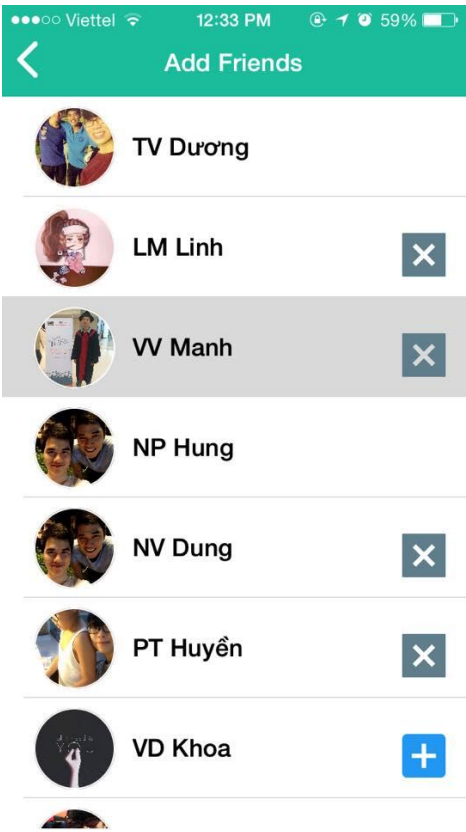 Viettel 12:33 PM 59%
Add Friends
TV Dương
LM Linh
VV Manh
NP Hung
NV Dung
PT Huyền
VD Khoa